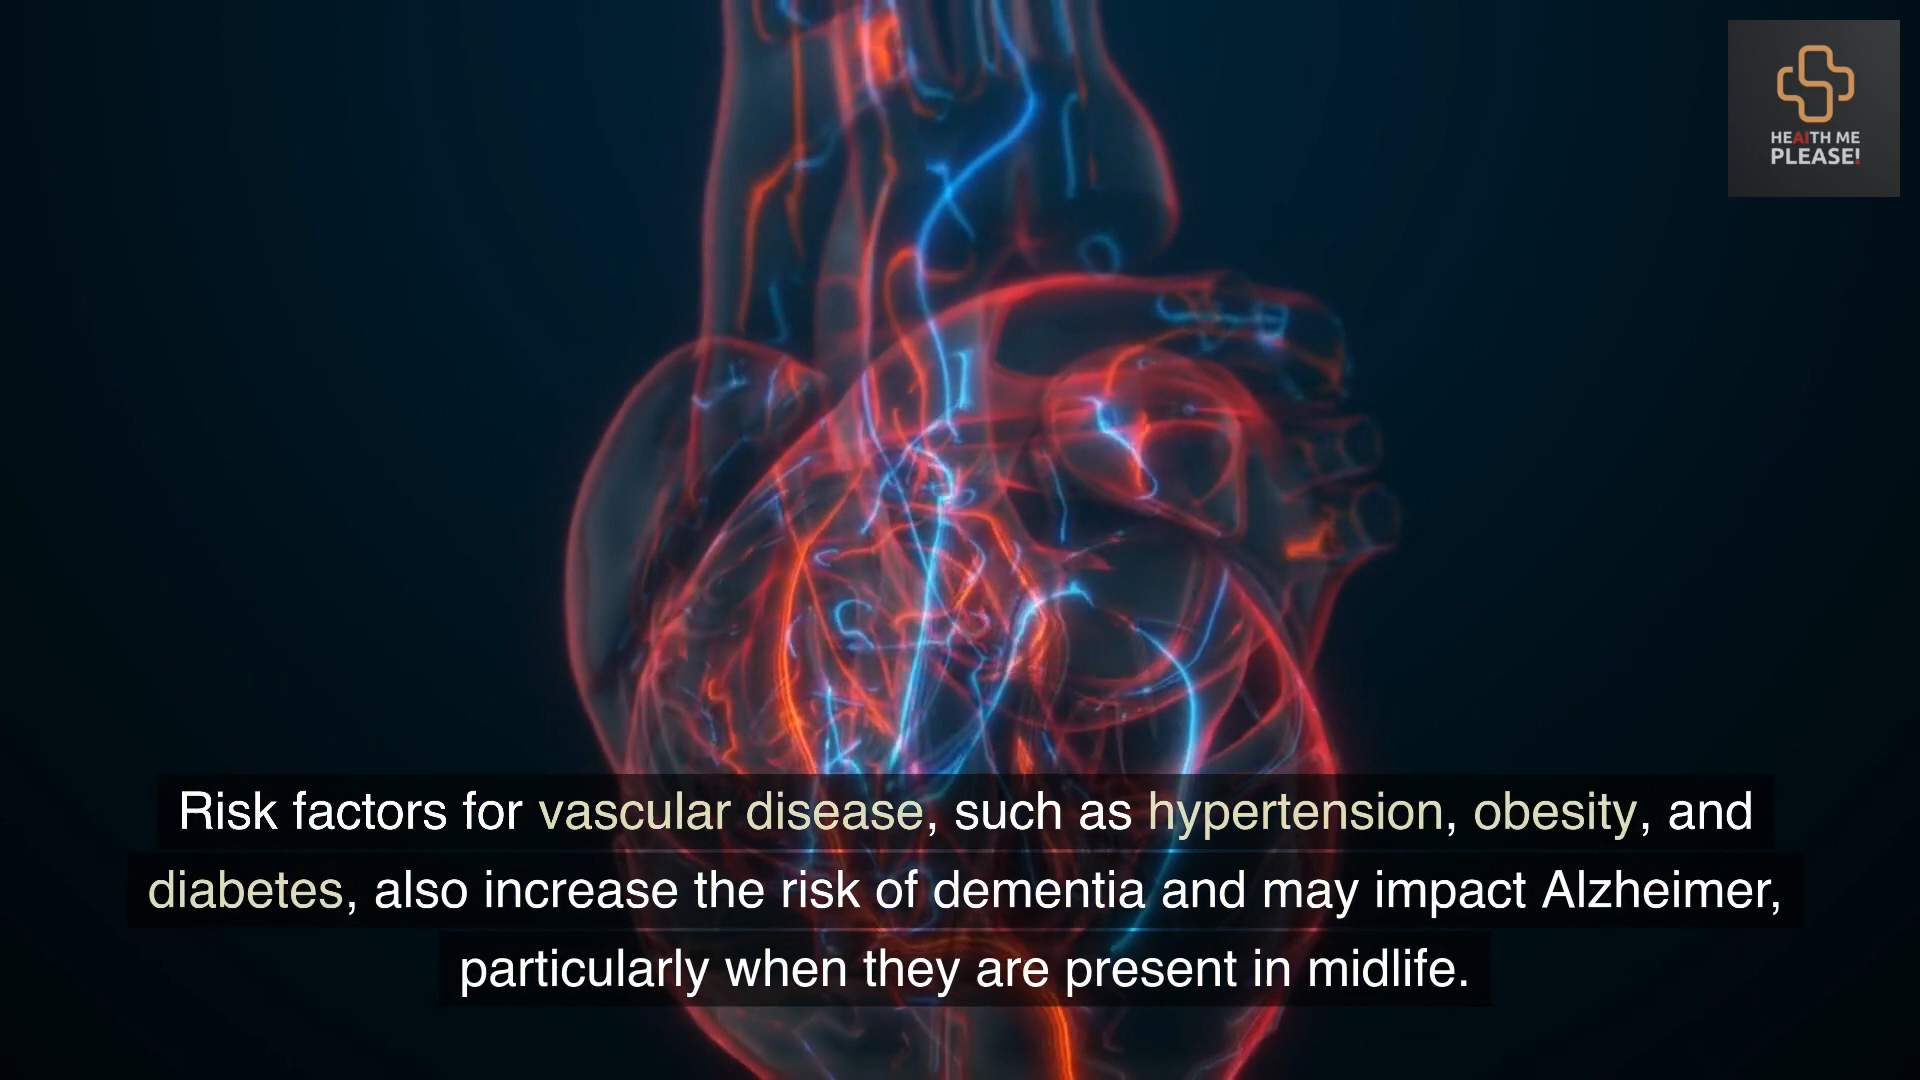 HEAITH ME
PLEASE!
Risk factors for vascular disease, such as hypertension, obesity, and
diabetes, also increase the risk of dementia and may impact Alzheimer,
particularly when they are present in midlife.